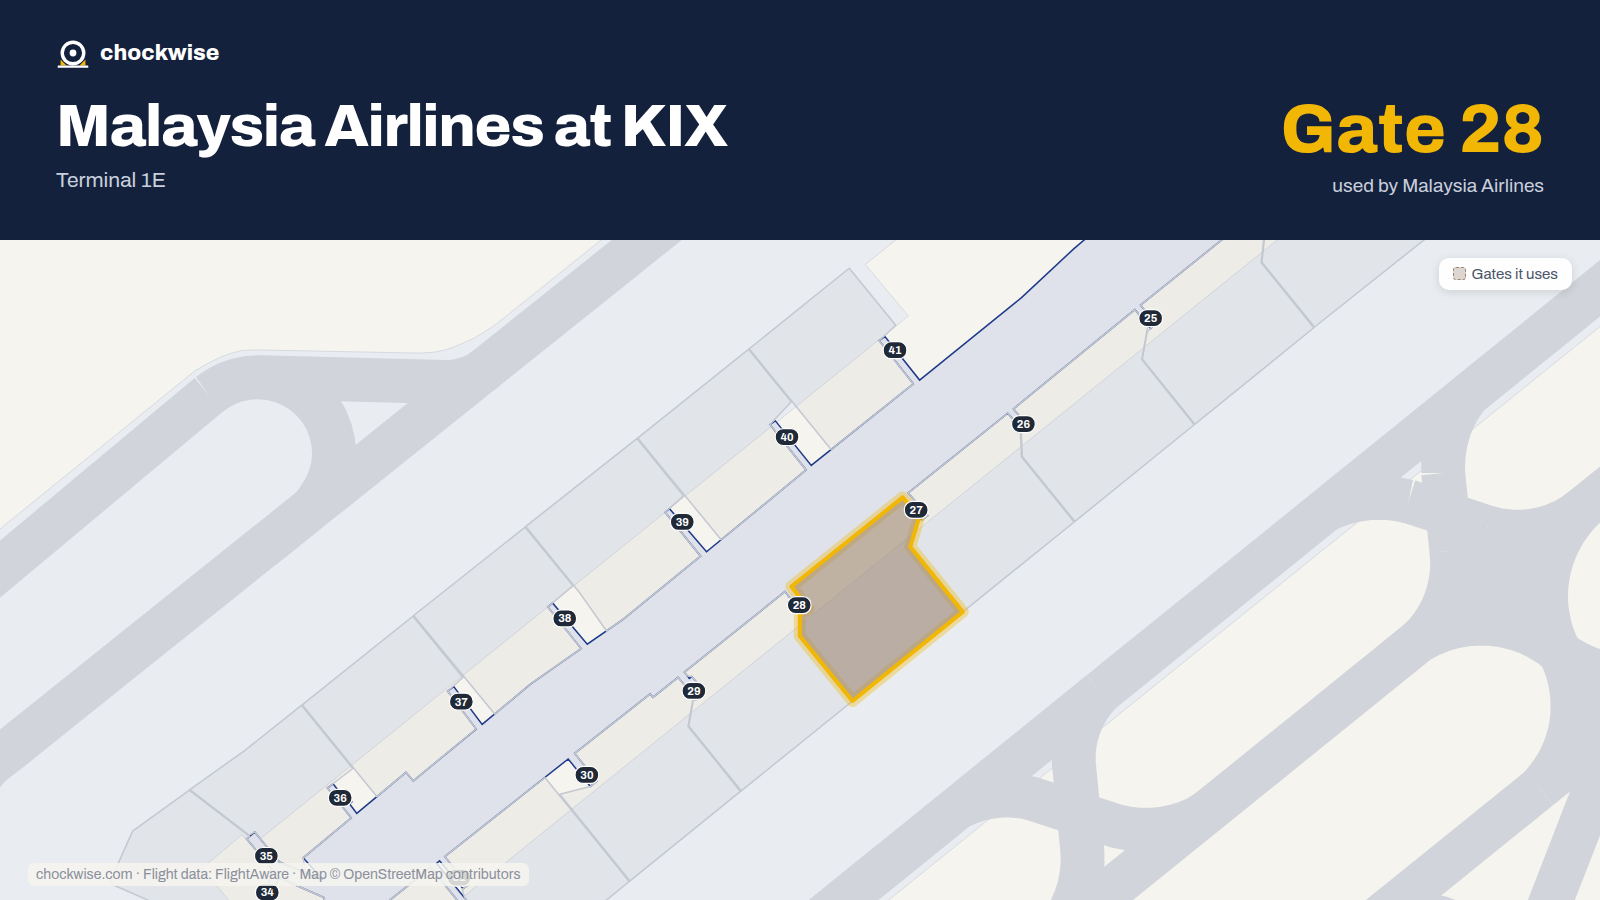 chockwise
Malaysia Airlines at KIX
Terminal 1E
Gate 28
used by Malaysia Airlines
Gates it uses
25
41
26
40
27
39
28
38
29
37
30
36
35
34
chockwise.com · Flight data: FlightAware · Map © OpenStreetMap contributors